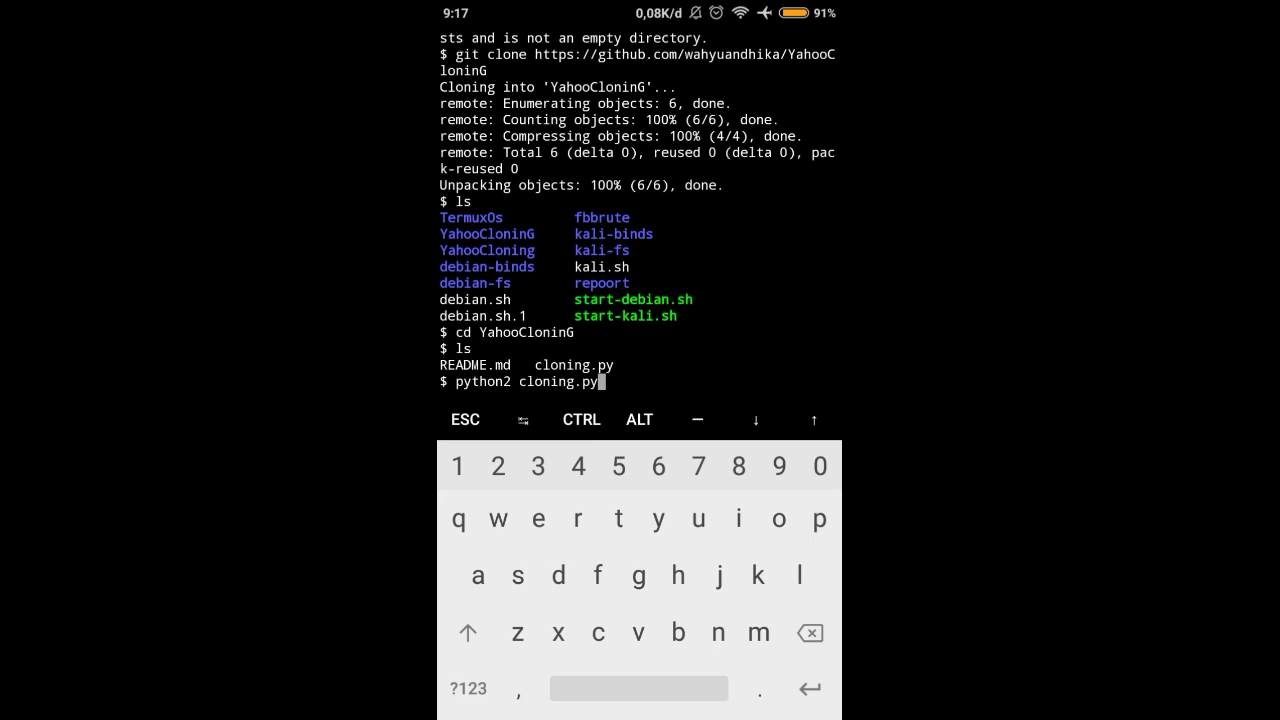 9:17 0,08K/d 91%
sts and is not an empty directory.
$ git clone https://github.com/wahyuandhika/YahooC
loninG
Cloning into 'YahooCloninG'...
remote: Enumerating objects: 6, done.
remote: Counting objects: 100% (6/6), done.
remote: Compressing objects: 100% (4/4), done.
remote: Total 6 (delta 0), reused 0 (delta 0), pac
k-reused 0
Unpacking objects: 100% (6/6), done.
$ ls
TermuxOs fbbrute
YahooCloninG kali-binds
YahooCloning kali-fs
debian-binds kali.sh
debian-fs repoort
debian.sh start-debian.sh
debian.sh.1 start-kali.sh
$ cd YahooCloninG
$ ls
README.md cloning.py
$ python2 cloning.py
ESC ↹ CTRL ALT — ↓ ↑
1 2 3 4 5 6 7 8 9 0
q w e r t y u i o p
a s d f g h j k l
z x c v b n m
?123 , .